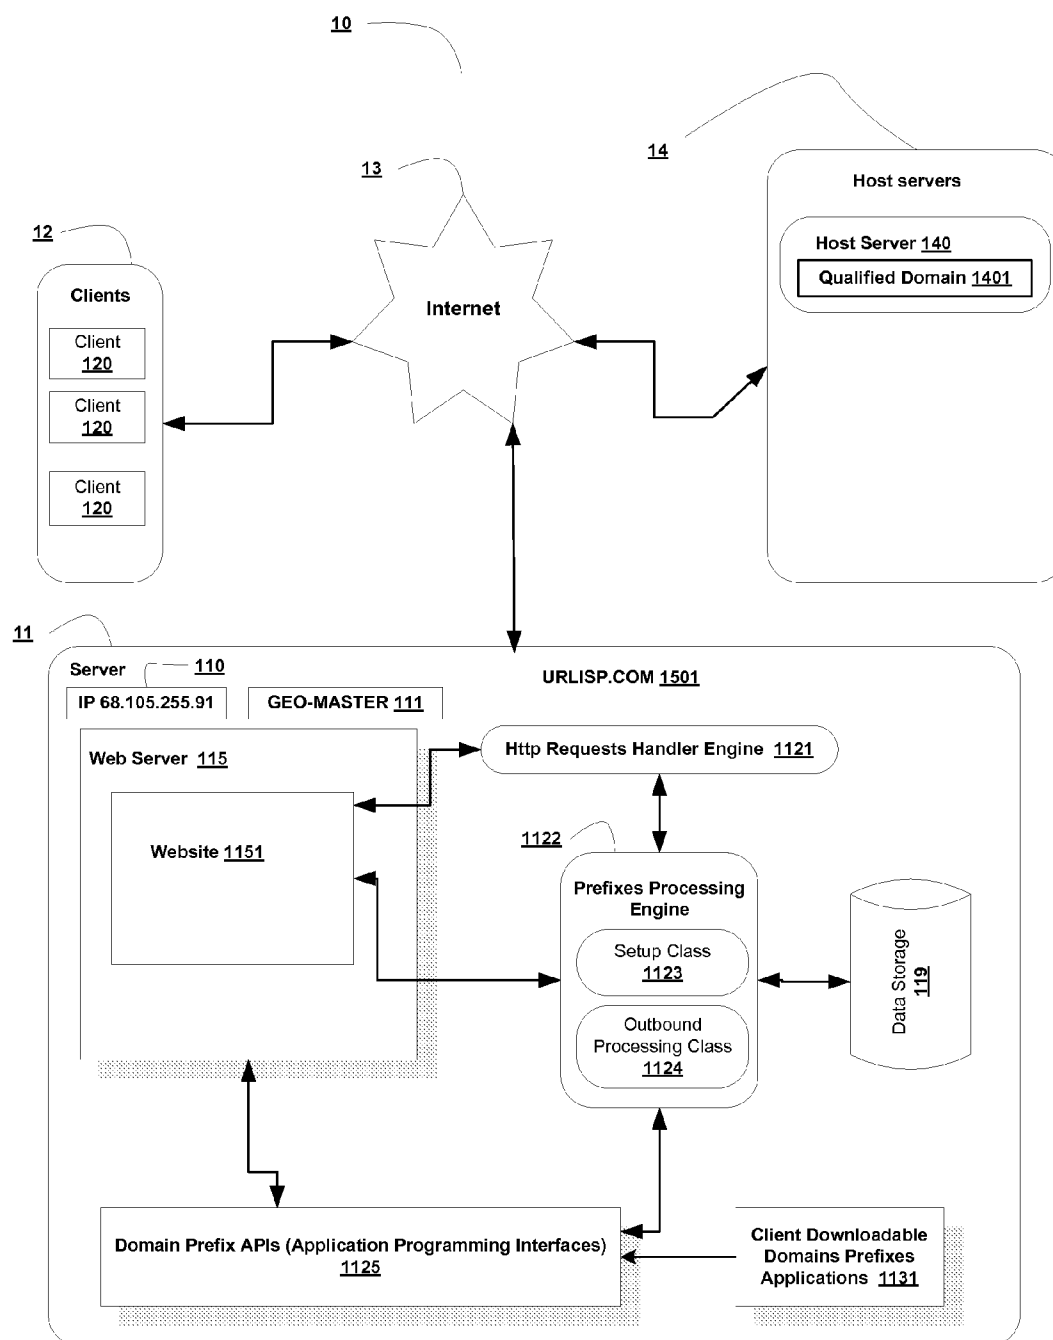 10
13
14
Host servers
Host Server 140
Qualified Domain 1401
12
Clients
Client
120
Client
120
Client
120
Internet
11
Server
110
URLISP.COM 1501
IP 68.105.255.91
GEO-MASTER 111
Web Server 115
Website 1151
Http Requests Handler Engine 1121
1122
Prefixes Processing
Engine
Setup Class
1123
Outbound
Processing Class
1124
Data Storage
119
Domain Prefix APIs (Application Programming Interfaces)
1125
Client Downloadable
Domains Prefixes
Applications 1131